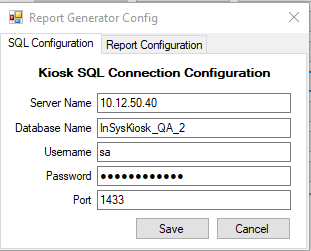 Report Generator Config
SQL Configuration Report Configuration
Kiosk SQL Connection Configuration
Server Name 10.12.50.40
Database Name InSysKiosk_QA_2
Username sa
Password ●●●●●●●●●●●●
Port 1433
Save Cancel